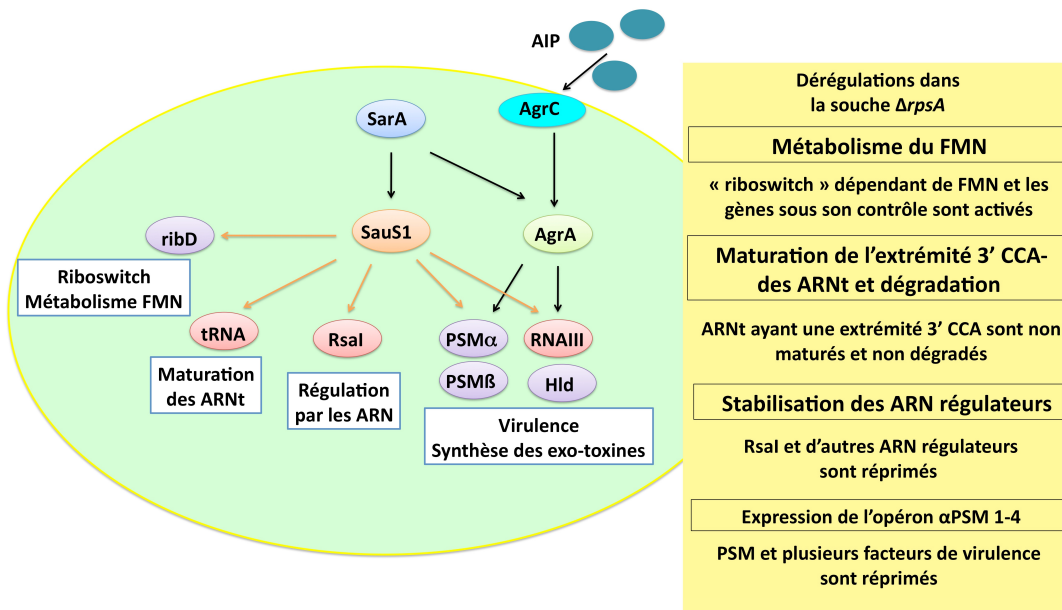 AIP
AgrC
SarA
SauS1
AgrA
ribD
Riboswitch
Métabolisme FMN
tRNA
RsaI
PSMα
RNAIII
PSMß
Hld
Maturation
des ARNt
Régulation
par les ARN
Virulence
Synthèse des exo-toxines
Dérégulations dans
la souche ΔrpsA
Métabolisme du FMN
« riboswitch » dépendant de FMN et les
gènes sous son contrôle sont activés
Maturation de l’extrémité 3’ CCA-
des ARNt et dégradation
ARNt ayant une extrémité 3’ CCA sont non
maturés et non dégradés
Stabilisation des ARN régulateurs
RsaI et d’autres ARN régulateurs
sont réprimés
Expression de l’opéron αPSM 1-4
PSM et plusieurs facteurs de virulence
sont réprimés